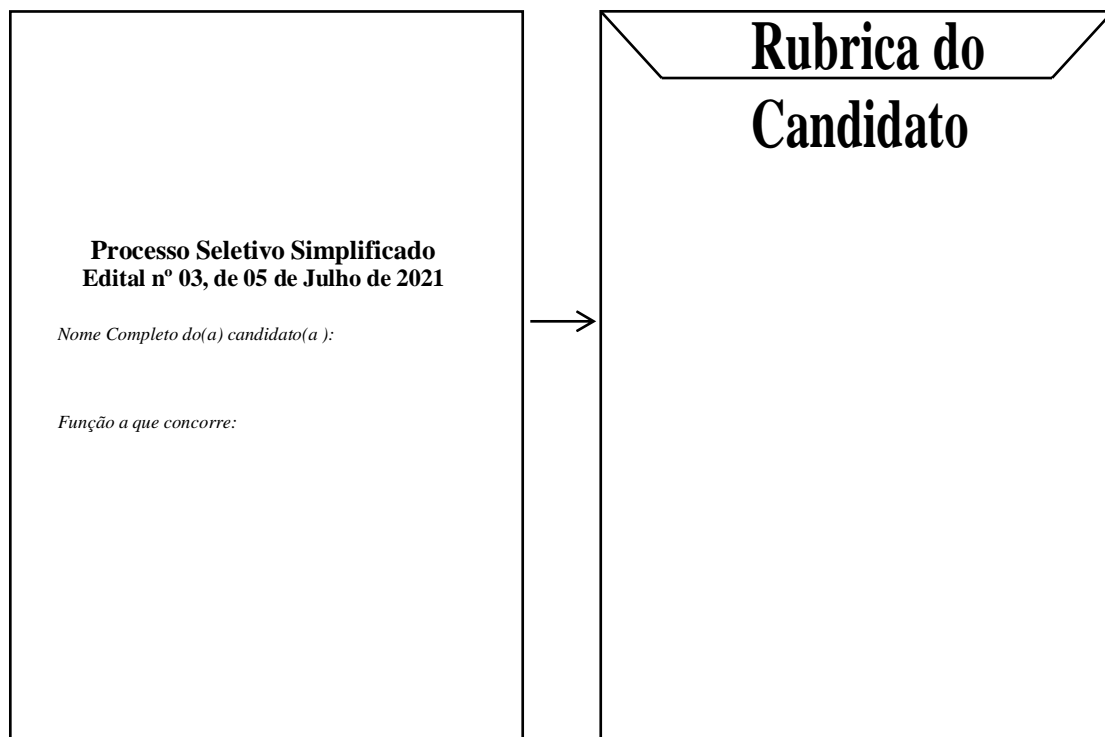 Processo Seletivo Simplificado
Edital nº 03, de 05 de Julho de 2021
Nome Completo do(a) candidato(a ):
Função a que concorre:
Rubrica do
Candidato